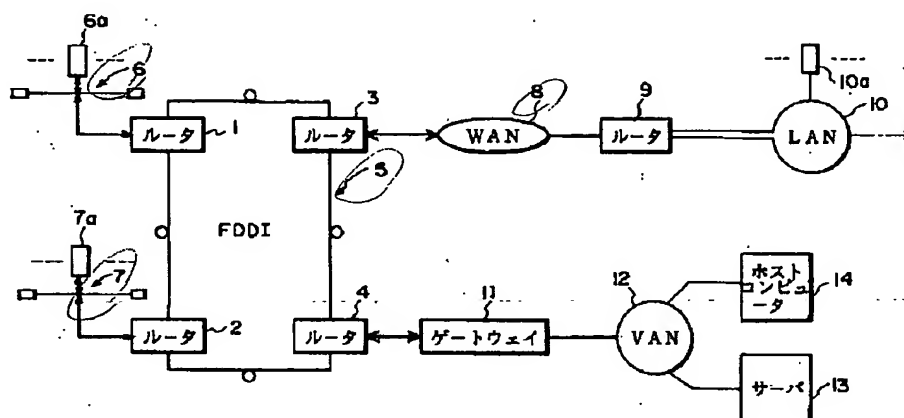 6a
6
ルータ
1
3
ルータ
8
WAN
9
ルータ
10a
10
LAN
5
FDDI
7a
7
ルータ
2
4
ルータ
11
ゲートウェイ
12
VAN
ホスト
コンピュ
ータ
14
サーバ
13